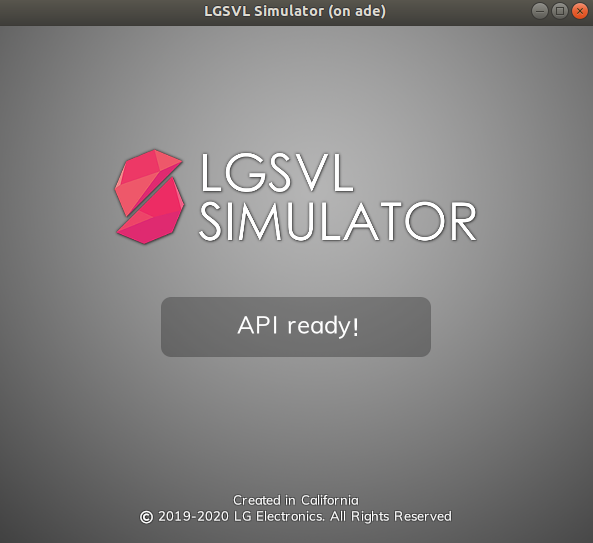 LGSVL Simulator (on ade)
LGSVL
SIMULATOR
API ready!
Created in California
© 2019-2020 LG Electronics. All Rights Reserved